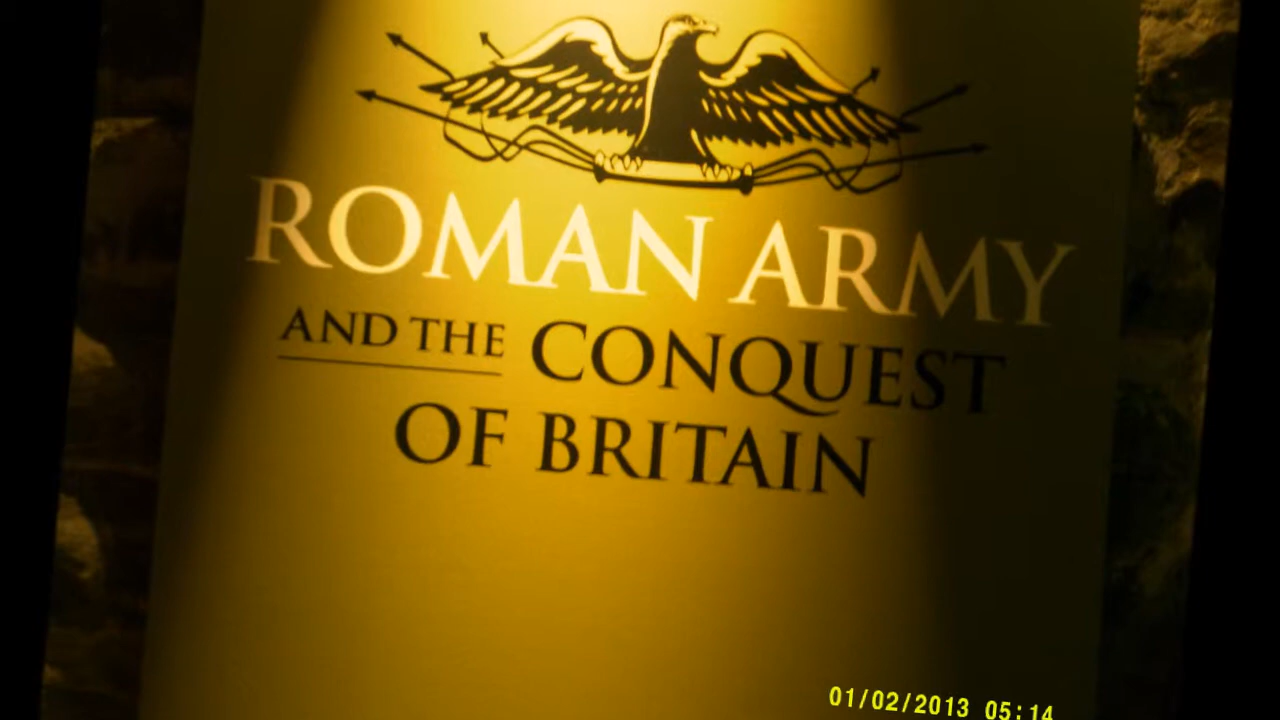 ROMAN ARMY
AND THE CONQUEST
OF BRITAIN
01/02/2013 05:14